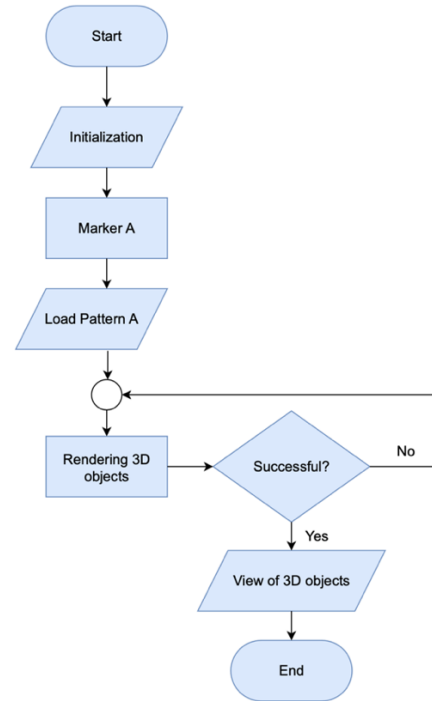 Start
Initialization
Marker A
Load Pattern A
Rendering 3D
objects
Successful?
No
Yes
View of 3D objects
End